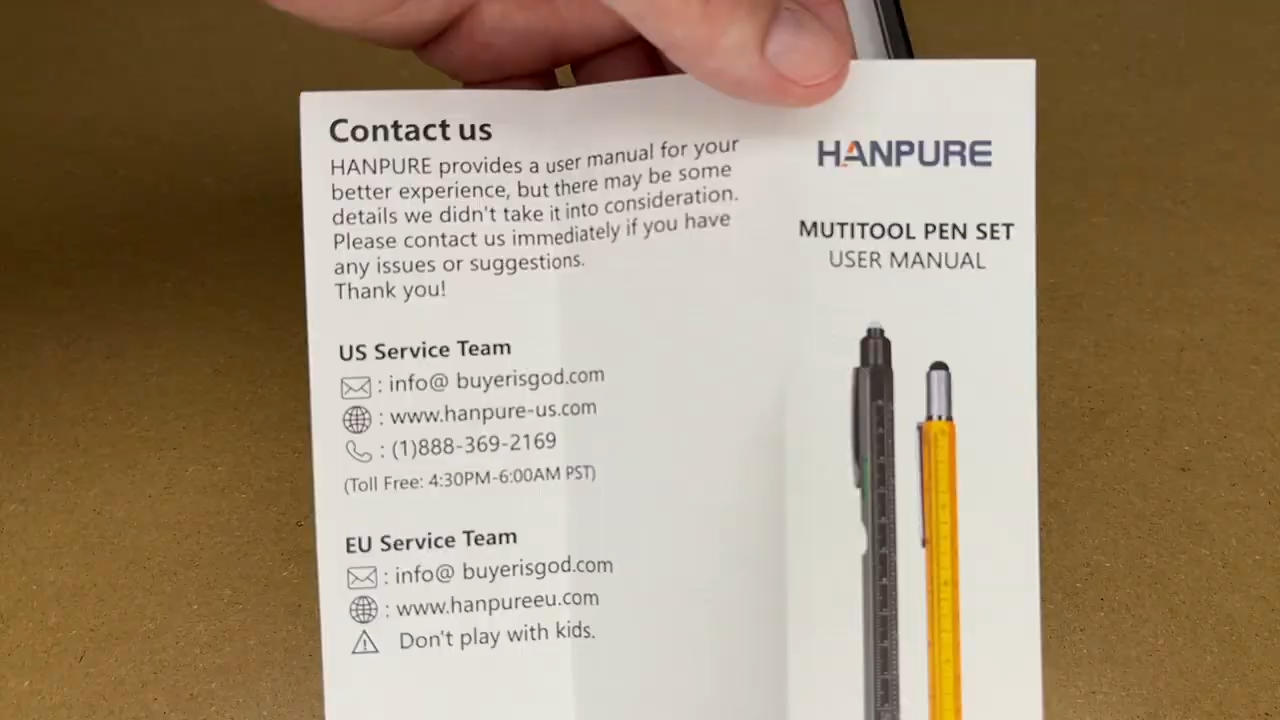 Contact us
HANPURE provides a user manual for your
better experience, but there may be some
details we didn't take it into consideration.
Please contact us immediately if you have
any issues or suggestions.
Thank you!
US Service Team
: info@ buyerisgod.com
: www.hanpure-us.com
: (1)888-369-2169
(Toll Free: 4:30PM-6:00AM PST)
EU Service Team
: info@ buyerisgod.com
: www.hanpureeu.com
Don't play with kids.
HANPURE
MUTITOOL PEN SET
USER MANUAL